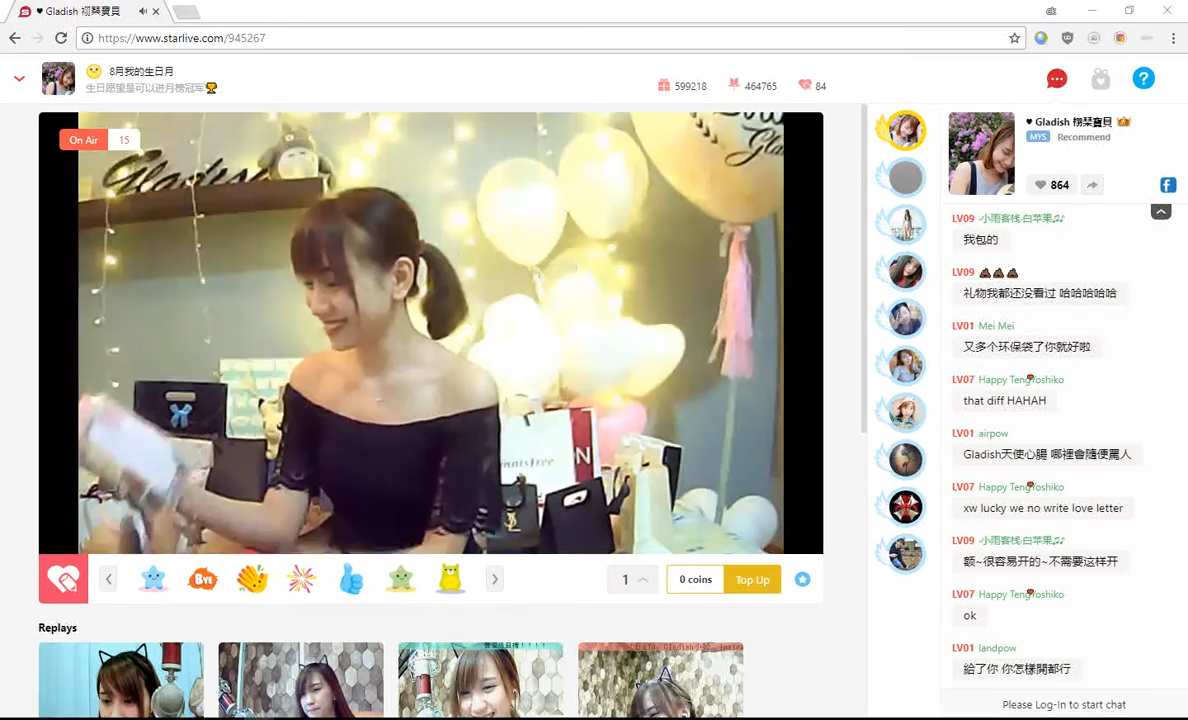 ♥ Gladish 栩琹寶貝
https://www.starlive.com/945267
8月我的生日月
生日愿望是可以进月榜冠军🏆
599218
464765
84
On Air 15
Gladish
♥ Gladish 栩琹寶貝
MYS Recommend
864
LV09 小雨客栈.白苹果♫
我包的
LV09 💩💩💩
礼物我都还没看过 哈哈哈哈哈
LV01 Mei Mei
又多个环保袋了你就好啦
LV07 Happy TengYoshiko
that diff HAHAH
LV01 airpow
Gladish天使心腸 哪裡會隨便罵人
LV07 Happy TengYoshiko
xw lucky we no write love letter
LV09 小雨客栈.白苹果♫
额~很容易开的~不需要这样开
LV07 Happy TengYoshiko
ok
LV01 landpow
給了你 你怎樣開都行
Please Log-In to start chat
innisfree
YSL
BYE
1
0 coins
Top Up
Replays